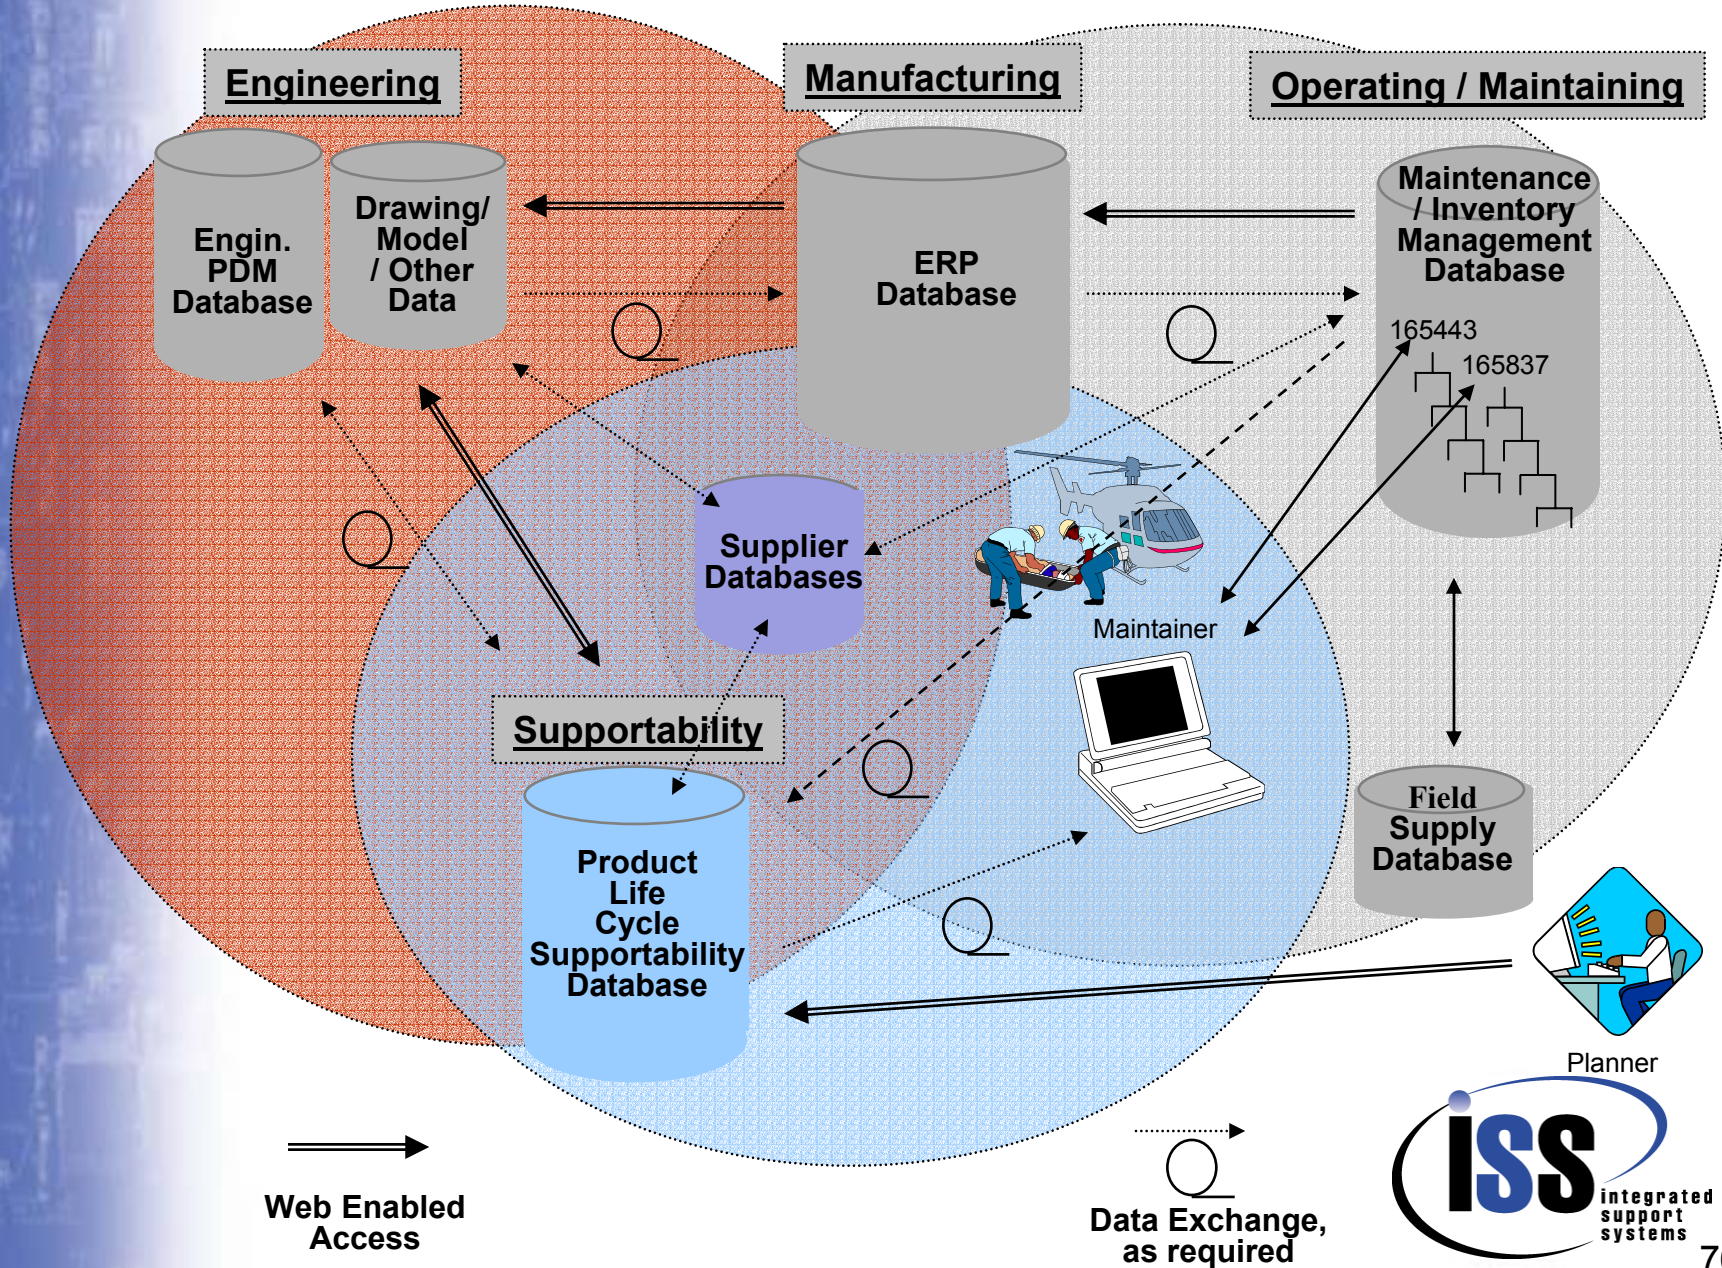 Engineering
Manufacturing
Operating / Maintaining
Engin.
PDM
Database
Drawing/
Model
/ Other
Data
ERP
Database
Maintenance
/ Inventory
Management
Database
165443
165837
Supplier
Databases
Maintainer
Supportability
Product
Life
Cycle
Supportability
Database
Field
Supply
Database
Planner
Web Enabled
Access
Data Exchange,
as required
iSS
integrated
support
systems